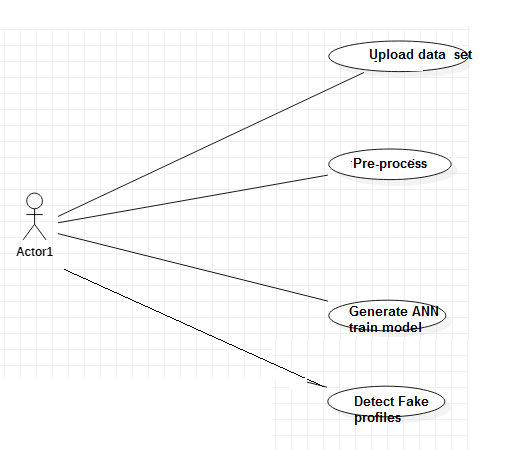 Upload data set
Pre-process
Actor1
Generate ANN
train model
Detect Fake
profiles